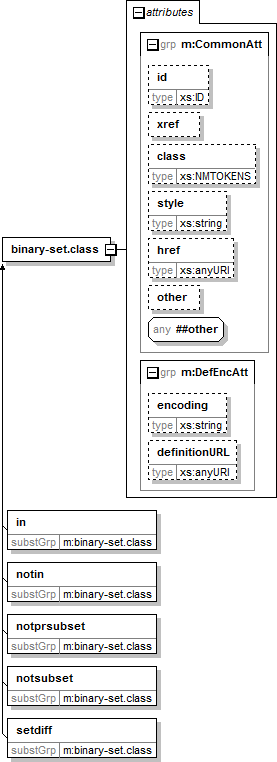 attributes
grp m:CommonAtt
id
type xs:ID
xref
class
type xs:NMTOKENS
style
type xs:string
binary-set.class
href
type xs:anyURI
other
any ##other
grp m:DefEncAtt
encoding
type xs:string
definitionURL
type xs:anyURI
in
substGrp m:binary-set.class
notin
substGrp m:binary-set.class
notprsubset
substGrp m:binary-set.class
notsubset
substGrp m:binary-set.class
setdiff
substGrp m:binary-set.class